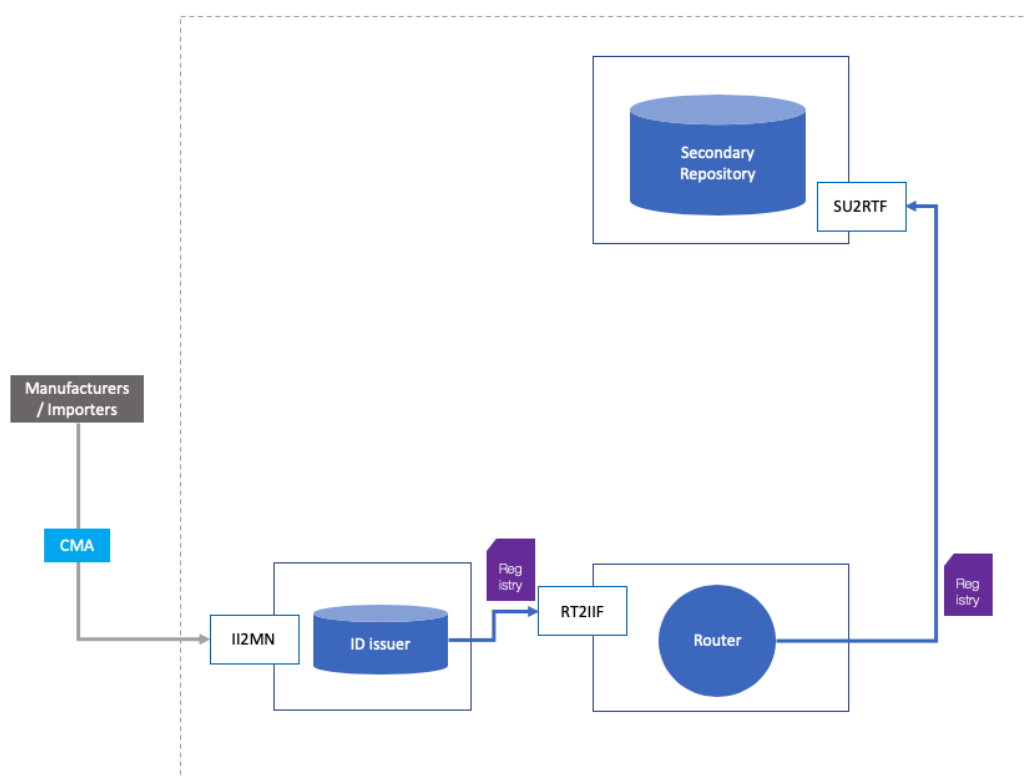 Secondary
Repository
SU2RTF
Manufacturers
/ Importers
CMA
Reg
istry
Reg
istry
RT2IIF
II2MN
ID issuer
Router